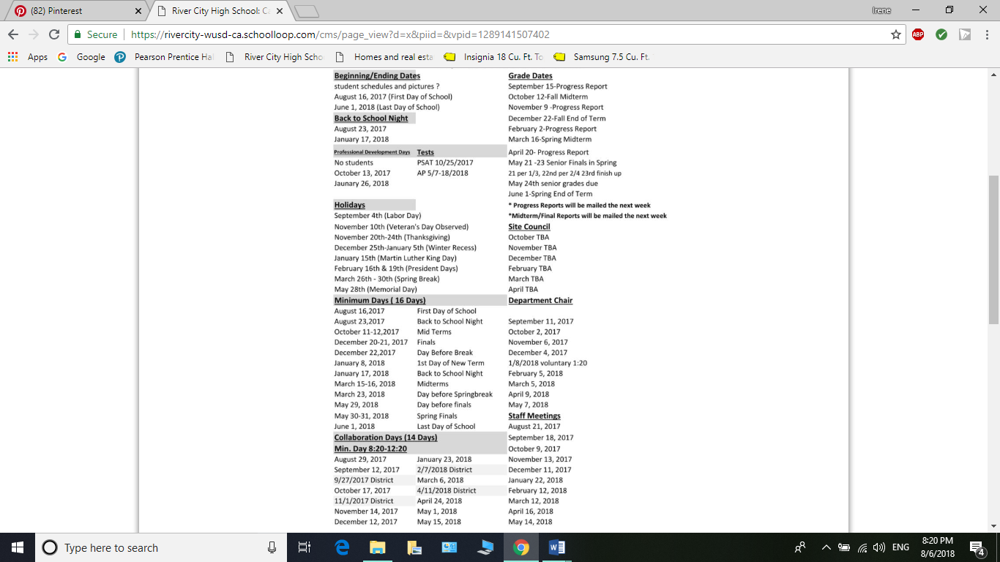 (82) Pinterest
River City High School: Ca
Irene
Secure
https://rivercity-wusd-ca.schoolloop.com/cms/page_view?d=x&piid=&vpid=1289141507402
ABP
Apps
Google
Pearson Prentice Hal
River City High Scho
Homes and real esta
Insignia 18 Cu. Ft. To
Samsung 7.5 Cu. Ft.
Beginning/Ending Dates
student schedules and pictures ?
August 16, 2017 (First Day of School)
June 1, 2018 (Last Day of School)
Back to School Night
August 23, 2017
January 17, 2018
Professional Development Days Tests
No students PSAT 10/25/2017
October 13, 2017 AP 5/7-18/2018
Jaunary 26, 2018
Holidays
September 4th (Labor Day)
November 10th (Veteran's Day Observed)
November 20th-24th (Thanksgiving)
December 25th-January 5th (Winter Recess)
January 15th (Martin Luther King Day)
February 16th & 19th (President Days)
March 26th - 30th (Spring Break)
May 28th (Memorial Day)
Minimum Days ( 16 Days)
August 16,2017 First Day of School
August 23,2017 Back to School Night
October 11-12,2017 Mid Terms
December 20-21, 2017 Finals
December 22,2017 Day Before Break
January 8, 2018 1st Day of New Term
January 17, 2018 Back to School Night
March 15-16, 2018 Midterms
March 23, 2018 Day before Springbreak
May 29, 2018 Day before finals
May 30-31, 2018 Spring Finals
June 1, 2018 Last Day of School
Collaboration Days (14 Days)
Min. Day 8:20-12:20
August 29, 2017 January 23, 2018
September 12, 2017 2/7/2018 District
9/27/2017 District March 6, 2018
October 17, 2017 4/11/2018 District
11/1/2017 District April 24, 2018
November 14, 2017 May 1, 2018
December 12, 2017 May 15, 2018
Grade Dates
September 15-Progress Report
October 12-Fall Midterm
November 9 -Progress Report
December 22-Fall End of Term
February 2-Progress Report
March 16-Spring Midterm
April 20- Progress Report
May 21 -23 Senior Finals in Spring
21 per 1/3, 22nd per 2/4 23rd finish up
May 24th senior grades due
June 1-Spring End of Term
* Progress Reports will be mailed the next week
*Midterm/Final Reports will be mailed the next week
Site Council
October TBA
November TBA
December TBA
February TBA
March TBA
April TBA
Department Chair
September 11, 2017
October 2, 2017
November 6, 2017
December 4, 2017
1/8/2018 voluntary 1:20
February 5, 2018
March 5, 2018
April 9, 2018
May 7, 2018
Staff Meetings
August 21, 2017
September 18, 2017
October 9, 2017
November 13, 2017
December 11, 2017
January 22, 2018
February 12, 2018
March 12, 2018
April 16, 2018
May 14, 2018
Type here to search
ENG
8:20 PM
8/6/2018
4